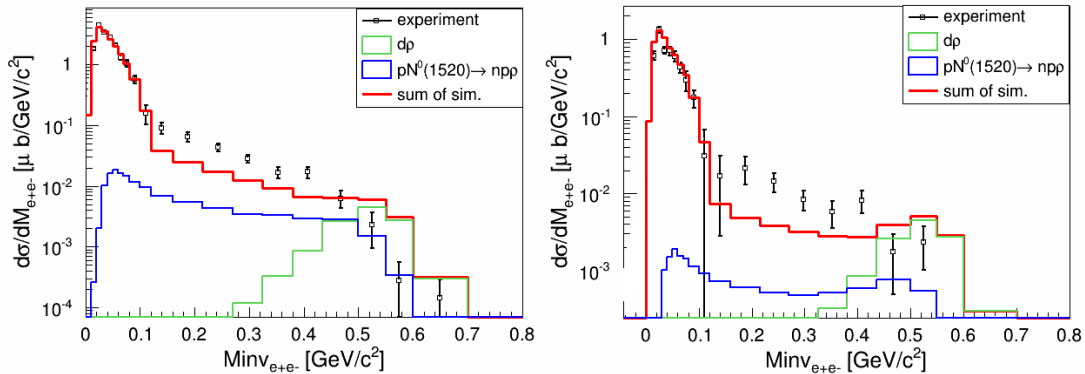 experiment
dρ
pN⁰(1520)→ npρ
sum of sim.
dσ/dM e+e- [μ b/GeV/c²]
1
10⁻¹
10⁻²
10⁻³
10⁻⁴
0 0.1 0.2 0.3 0.4 0.5 0.6 0.7 0.8
Minv e+e- [GeV/c²]
experiment
dρ
pN⁰(1520)→ npρ
sum of sim.
dσ/dM e+e- [μ b/GeV/c²]
1
10⁻¹
10⁻²
10⁻³
0 0.1 0.2 0.3 0.4 0.5 0.6 0.7 0.8
Minv e+e- [GeV/c²]